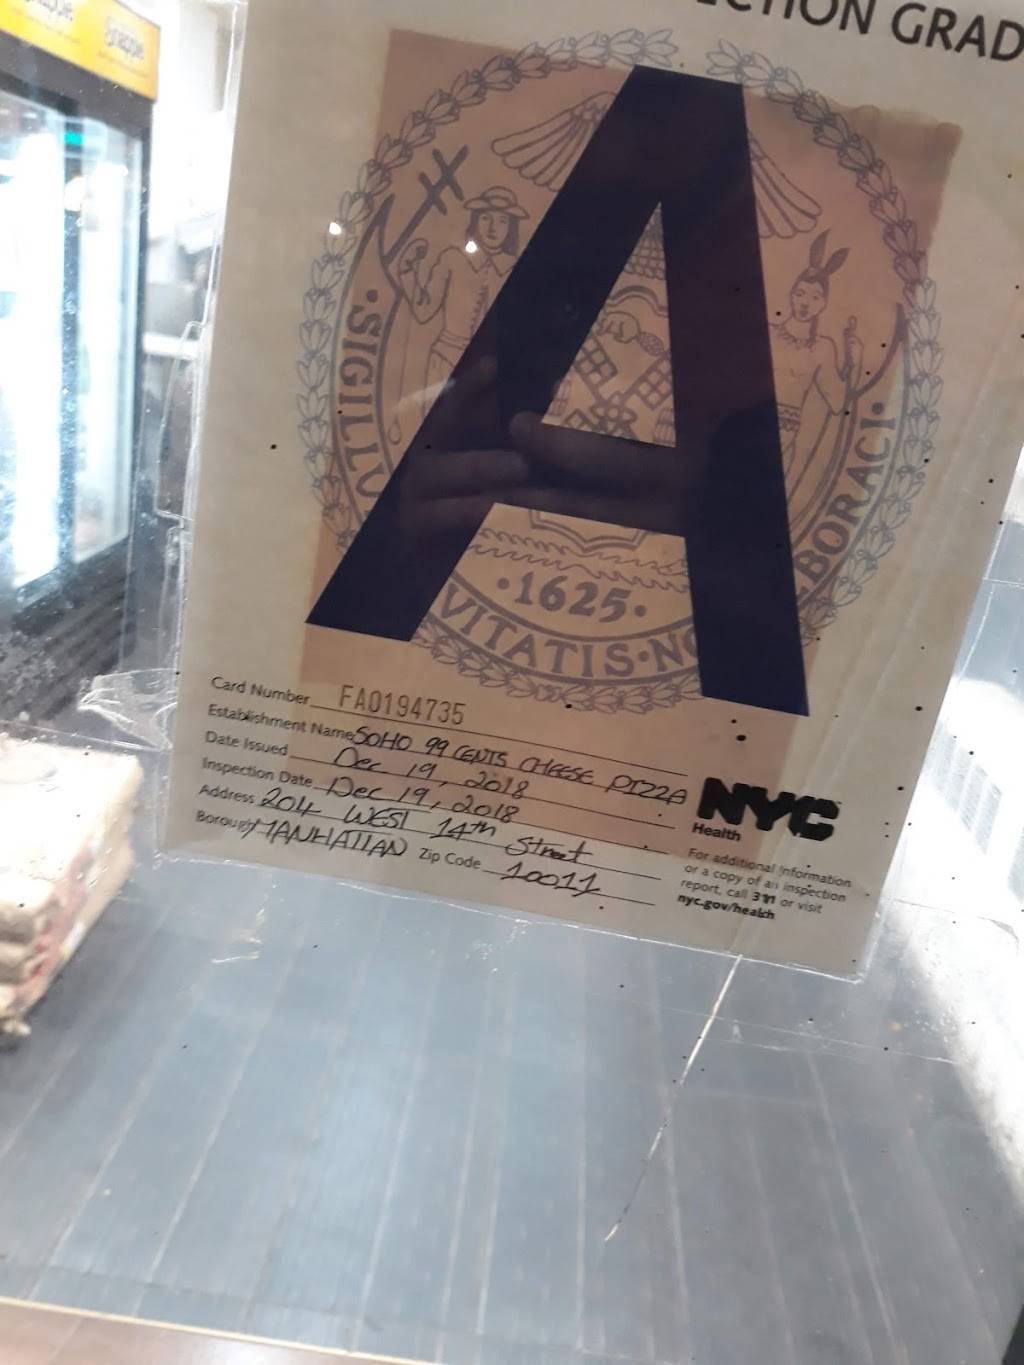 snapple
CTION GRAD
A
SIGILLU
VITATIS·NO
BORACI·
·1625·
Card Number FA0194735
Establishment Name SOHO 99 CENTS CHEESE PIZZA
Date Issued Dec 19, 2018
Inspection Date Dec 19, 2018
Address 204 WEST 14th Street
Borough MANHATTAN Zip Code 10011
NYC
Health
For additional information
or a copy of an inspection
report, call 311 or visit
nyc.gov/health